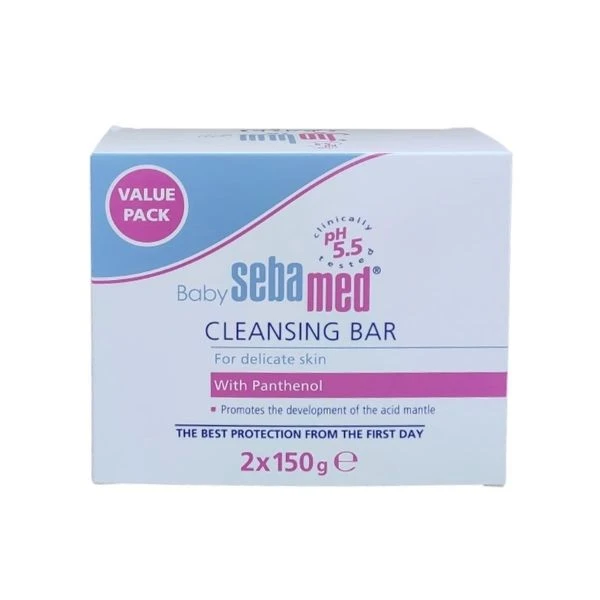 VALUE
PACK
clinically
pH
5.5
tested
Baby sebamed®
CLEANSING BAR
For delicate skin
With Panthenol
Promotes the development of the acid mantle
THE BEST PROTECTION FROM THE FIRST DAY
2x150g ℮